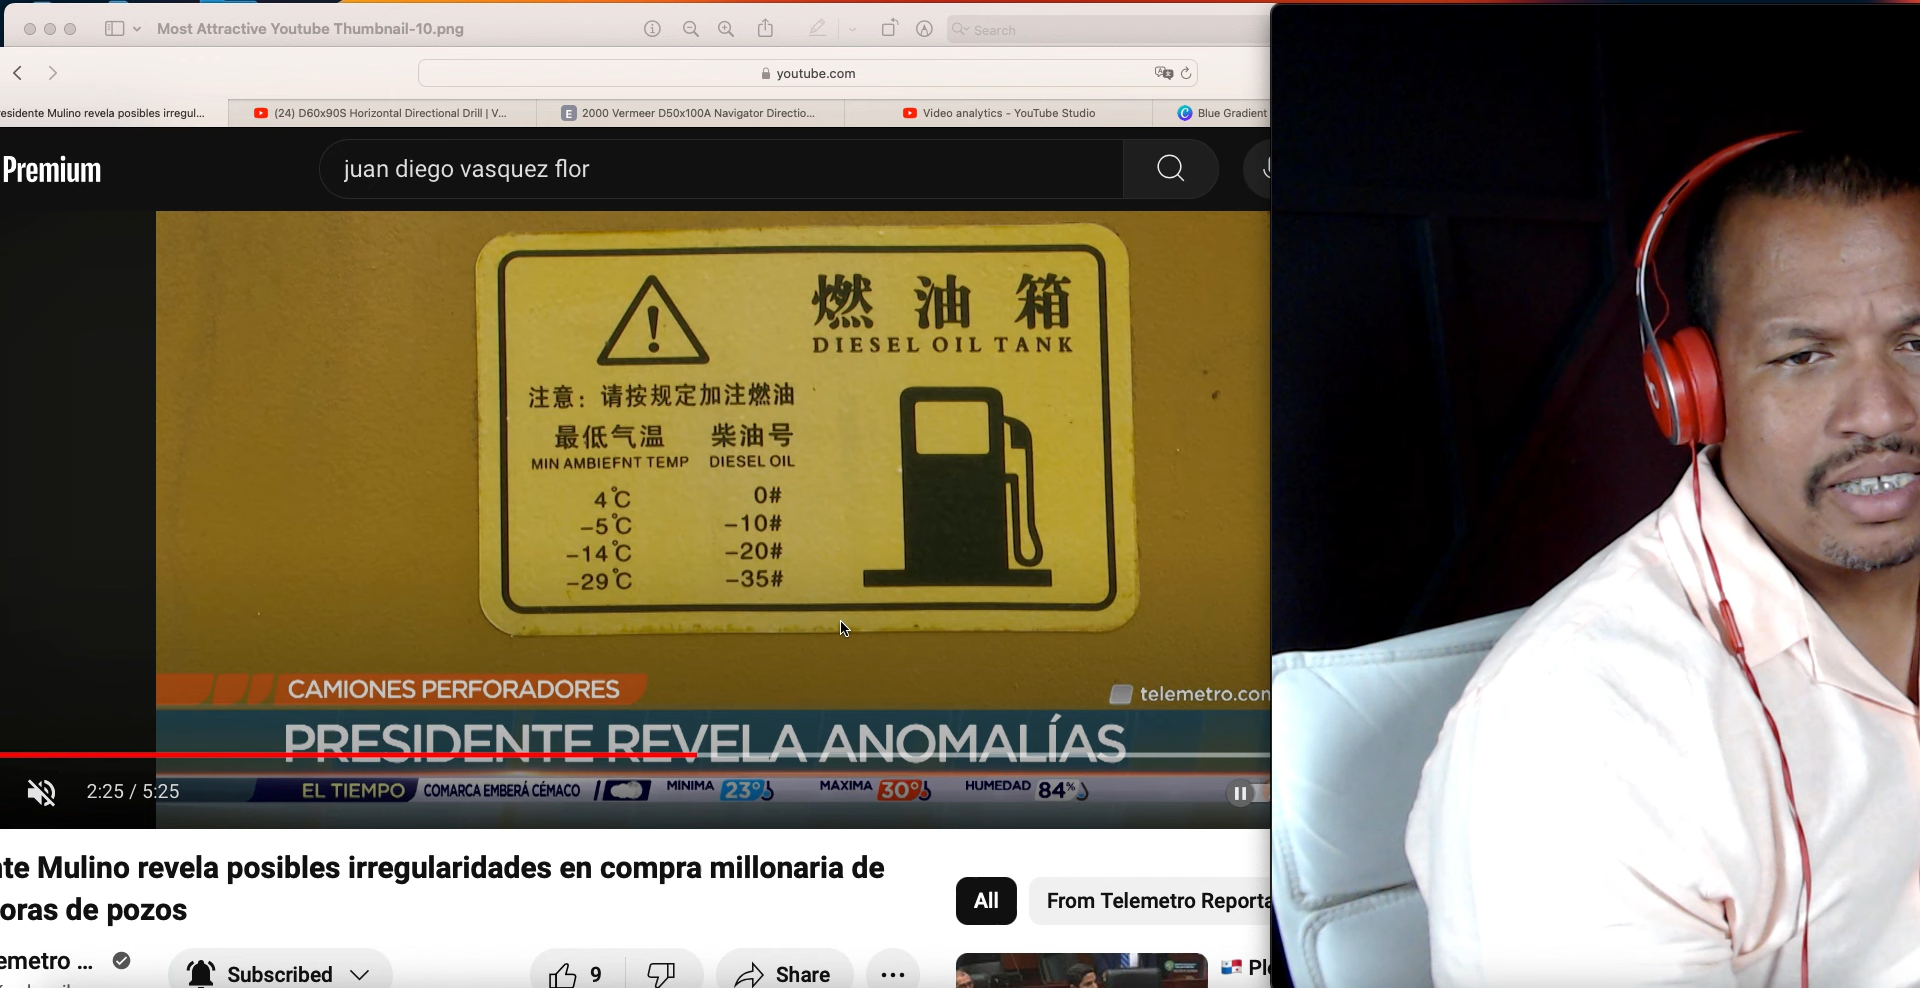 Most Attractive Youtube Thumbnail-10.png
Search
youtube.com
esidente Mulino revela posibles irregul...
(24) D60x90S Horizontal Directional Drill | V...
2000 Vermeer D50x100A Navigator Directio...
Video analytics - YouTube Studio
Blue Gradient
Premium
juan diego vasquez flor
燃油箱
DIESEL OIL TANK
注意：请按规定加注燃油
最低气温 柴油号
MIN AMBIEFNT TEMP DIESEL OIL
4℃ 0#
-5℃ -10#
-14℃ -20#
-29℃ -35#
CAMIONES PERFORADORES
telemetro.com
PRESIDENTE REVELA ANOMALÍAS
2:25 / 5:25
EL TIEMPO COMARCA EMBERÁ CÉMACO MÍNIMA 23° MÁXIMA 30° HUMEDAD 84%
nte Mulino revela posibles irregularidades en compra millonaria de
oras de pozos
All
From Telemetro Reporta
emetro ...
Subscribed
9
Share